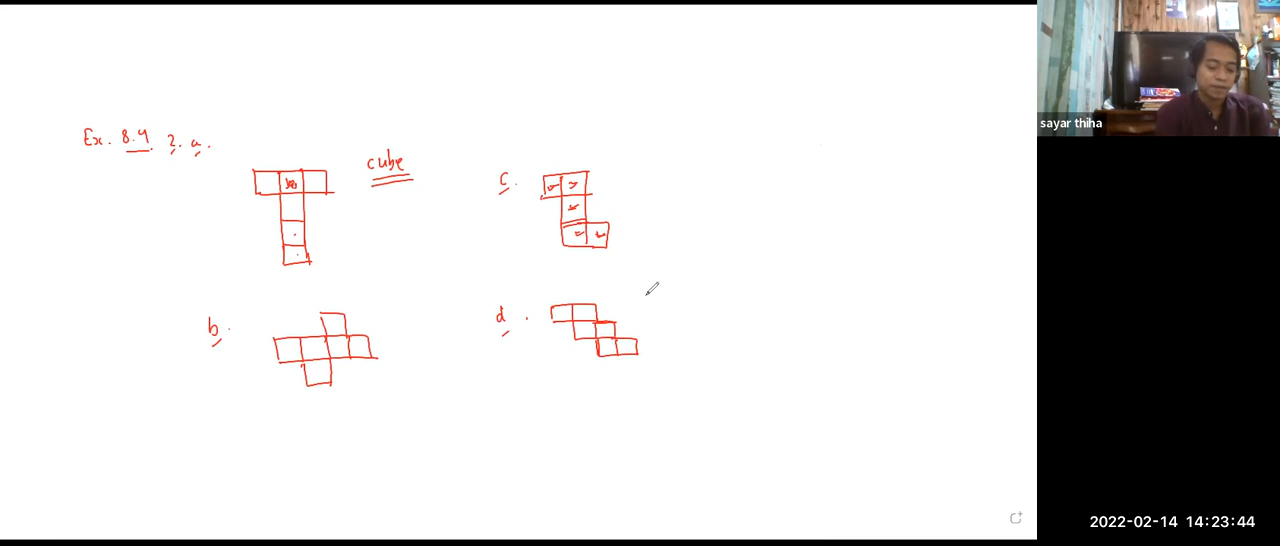 Ex. 8.4 2. a.
cube
c.
b.
d.
sayar thiha
2022-02-14 14:23:44